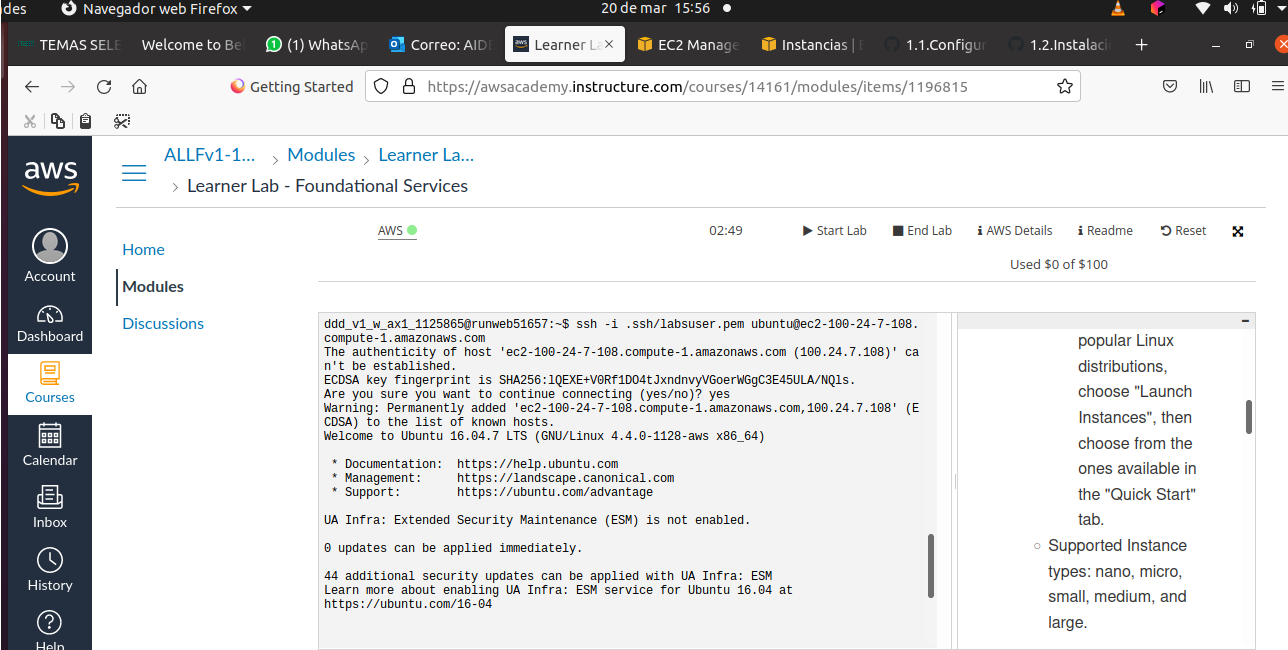 des
Navegador web Firefox
20 de mar 15:56
TEMAS SELE
Welcome to Be
(1) WhatsAp
Correo: AIDE
Learner La
EC2 Manage
Instancias | E
1.1.Configur
1.2.Instalaci
Getting Started
https://awsacademy.instructure.com/courses/14161/modules/items/1196815
aws
Account
Dashboard
Courses
Calendar
Inbox
History
Help
ALLFv1-1... > Modules > Learner La...
> Learner Lab - Foundational Services
Home
Modules
Discussions
AWS
02:49
Start Lab
End Lab
AWS Details
Readme
Reset
Used $0 of $100
ddd_v1_w_ax1_1125865@runweb51657:~$ ssh -i .ssh/labsuser.pem ubuntu@ec2-100-24-7-108.
compute-1.amazonaws.com
The authenticity of host 'ec2-100-24-7-108.compute-1.amazonaws.com (100.24.7.108)' ca
n't be established.
ECDSA key fingerprint is SHA256:lQEXE+V0Rf1DO4tJxndnvyVGoerWGgC3E45ULA/NQls.
Are you sure you want to continue connecting (yes/no)? yes
Warning: Permanently added 'ec2-100-24-7-108.compute-1.amazonaws.com,100.24.7.108' (E
CDSA) to the list of known hosts.
Welcome to Ubuntu 16.04.7 LTS (GNU/Linux 4.4.0-1128-aws x86_64)
* Documentation: https://help.ubuntu.com
* Management: https://landscape.canonical.com
* Support: https://ubuntu.com/advantage
UA Infra: Extended Security Maintenance (ESM) is not enabled.
0 updates can be applied immediately.
44 additional security updates can be applied with UA Infra: ESM
Learn more about enabling UA Infra: ESM service for Ubuntu 16.04 at
https://ubuntu.com/16-04
popular Linux
distributions,
choose "Launch
Instances", then
choose from the
ones available in
the "Quick Start"
tab.
Supported Instance
types: nano, micro,
small, medium, and
large.